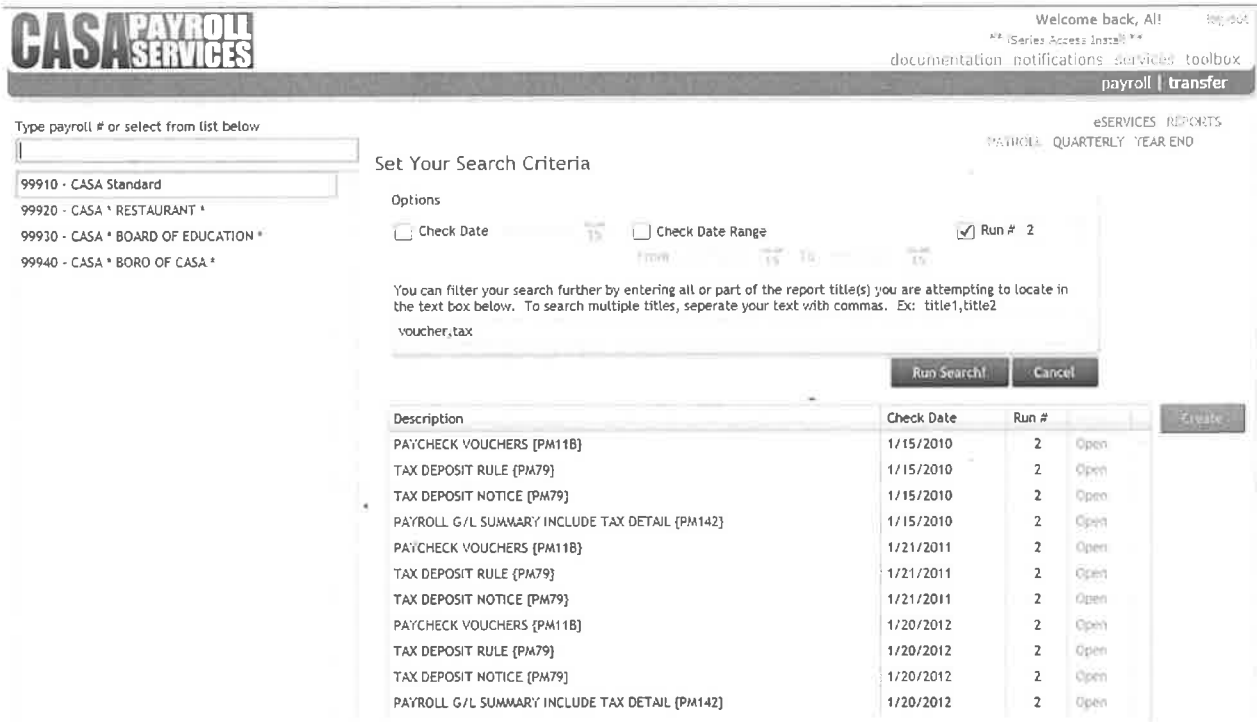 CASA PAYROLL SERVICES
Welcome back, Al! log out
** iSeries Access Install **
documentation notifications services toolbox
payroll | transfer
eSERVICES REPORTS
PAYROLL QUARTERLY YEAR END
Type payroll # or select from list below
99910 - CASA Standard
99920 - CASA * RESTAURANT *
99930 - CASA * BOARD OF EDUCATION *
99940 - CASA * BORO OF CASA *
Set Your Search Criteria
Options
Check Date 15 Check Date Range Run # 2
From 15 To 15
You can filter your search further by entering all or part of the report title(s) you are attempting to locate in
the text box below. To search multiple titles, seperate your text with commas. Ex: title1,title2
voucher,tax
Run Search! Cancel
Description Check Date Run # Create
PAYCHECK VOUCHERS {PM11B} 1/15/2010 2 Open
TAX DEPOSIT RULE {PM79} 1/15/2010 2 Open
TAX DEPOSIT NOTICE {PM79} 1/15/2010 2 Open
PAYROLL G/L SUMMARY INCLUDE TAX DETAIL {PM142} 1/15/2010 2 Open
PAYCHECK VOUCHERS {PM11B} 1/21/2011 2 Open
TAX DEPOSIT RULE {PM79} 1/21/2011 2 Open
TAX DEPOSIT NOTICE {PM79} 1/21/2011 2 Open
PAYCHECK VOUCHERS {PM11B} 1/20/2012 2 Open
TAX DEPOSIT RULE {PM79} 1/20/2012 2 Open
TAX DEPOSIT NOTICE {PM79} 1/20/2012 2 Open
PAYROLL G/L SUMMARY INCLUDE TAX DETAIL {PM142} 1/20/2012 2 Open